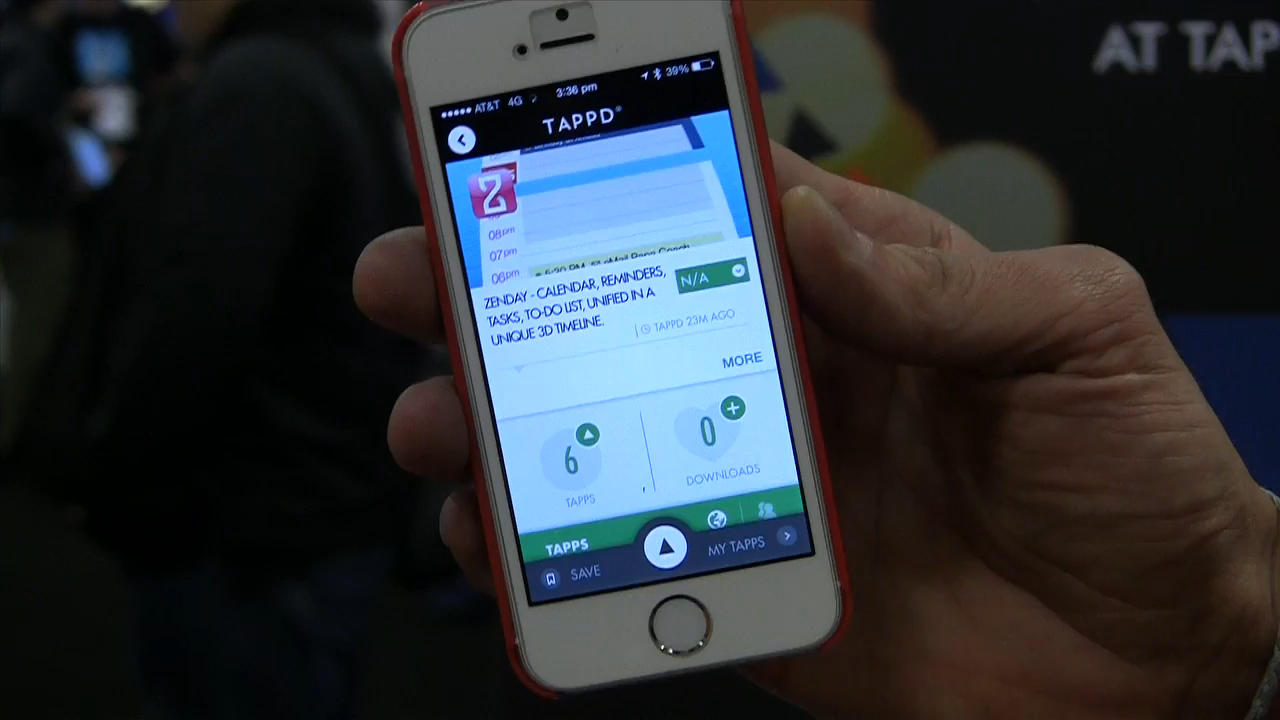 AT TAP
AT&T 4G 3:36 pm 39%
TAPPD®
Z
08pm
07pm
06pm
ZENDAY - CALENDAR, REMINDERS,
TASKS, TO-DO LIST, UNIFIED IN A
UNIQUE 3D TIMELINE.
N/A
TAPPD 23M AGO
MORE
6
TAPPS
0
DOWNLOADS
TAPPS
SAVE
MY TAPPS